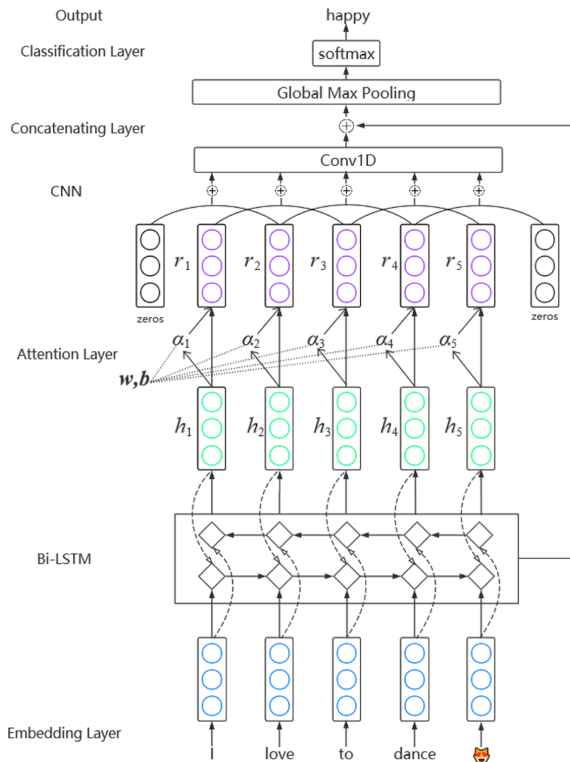 Output
happy
Classification Layer
softmax
Global Max Pooling
Concatenating Layer
Conv1D
CNN
r1
r2
r3
r4
r5
zeros
zeros
α1
α2
α3
α4
α5
Attention Layer
w,b
h1
h2
h3
h4
h5
Bi-LSTM
Embedding Layer
I love to dance 😻